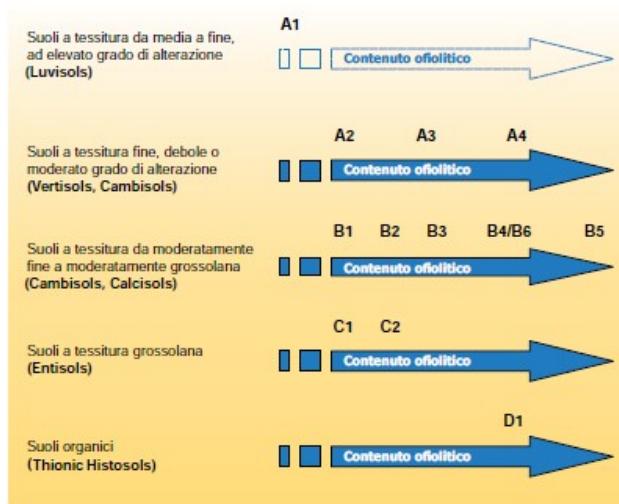 A1
Suoli a tessitura da media a fine,
ad elevato grado di alterazione
(Luvisols)
Contenuto ofiolitico
A2 A3 A4
Suoli a tessitura fine, debole o
moderato grado di alterazione
(Vertisols, Cambisols)
Contenuto ofiolitico
B1 B2 B3 B4/B6 B5
Suoli a tessitura da moderatamente
fine a moderatamente grossolana
(Cambisols, Calcisols)
Contenuto ofiolitico
C1 C2
Suoli a tessitura grossolana
(Entisols)
Contenuto ofiolitico
D1
Suoli organici
(Thionic Histosols)
Contenuto ofiolitico